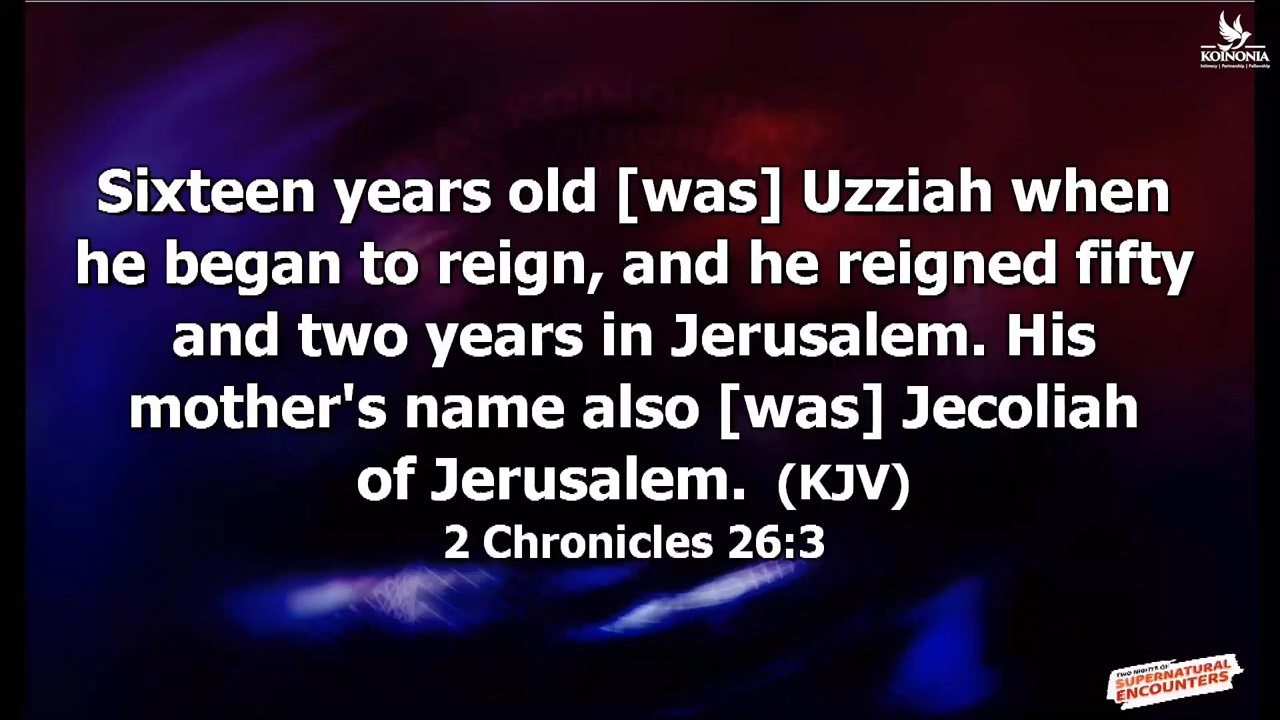 KOINONIA
Intimacy | Partnership | Fellowship
Sixteen years old [was] Uzziah when
he began to reign, and he reigned fifty
and two years in Jerusalem. His
mother's name also [was] Jecoliah
of Jerusalem. (KJV)
2 Chronicles 26:3
TWO NIGHTS OF
SUPERNATURAL
ENCOUNTERS